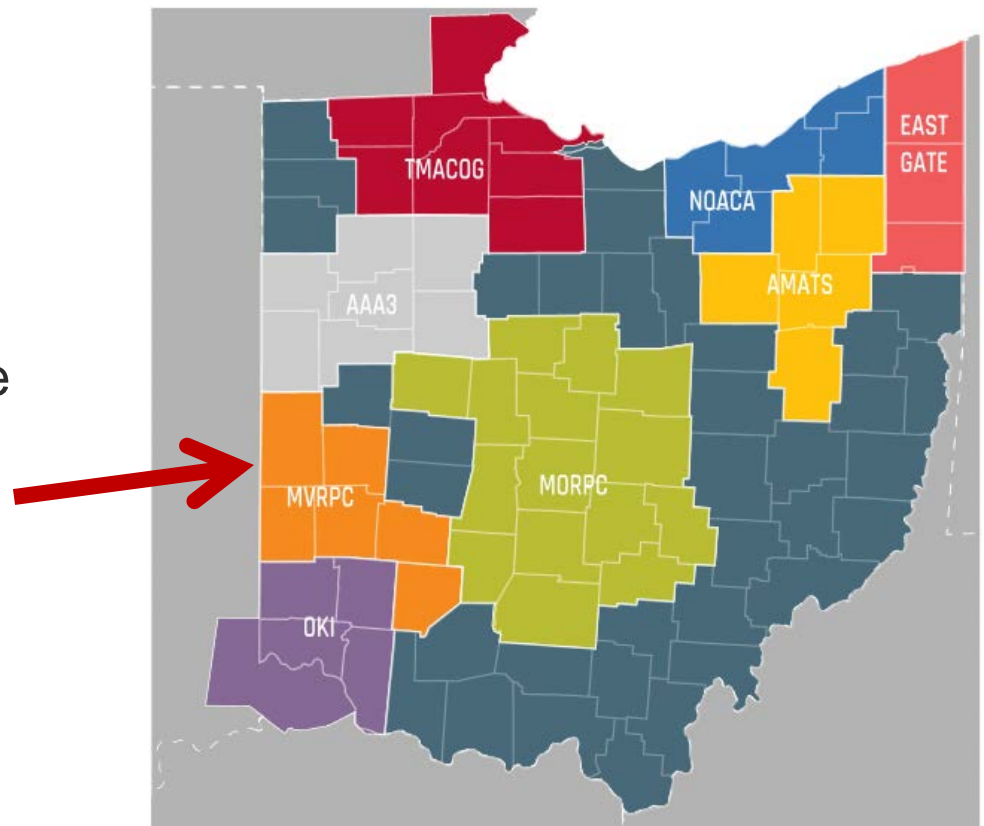 EAST
GATE
TMACOG
NOACA
AMATS
AAA3
e
MVRPC
MORPC
OKI